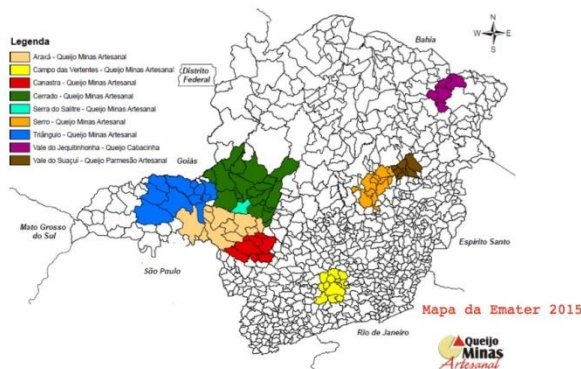 Legenda
Araxá - Queijo Minas Artesanal
Campo das Vertentes - Queijo Minas Artesanal
Canastra - Queijo Minas Artesanal
Cerrado - Queijo Minas Artesanal
Serra do Salitre - Queijo Minas Artesanal
Serro - Queijo Minas Artesanal
Triângulo - Queijo Minas Artesanal
Vale do Jequitinhonha - Queijo Cabacinha
Vale do Suaçuí - Queijo Parmesão Artesanal
Distrito
Federal
Bahia
N
W
E
S
Goiás
Mato Grosso
do Sul
São Paulo
Espírito Santo
Rio de Janeiro
Mapa da Emater 2015
Queijo
Minas
Artesanal